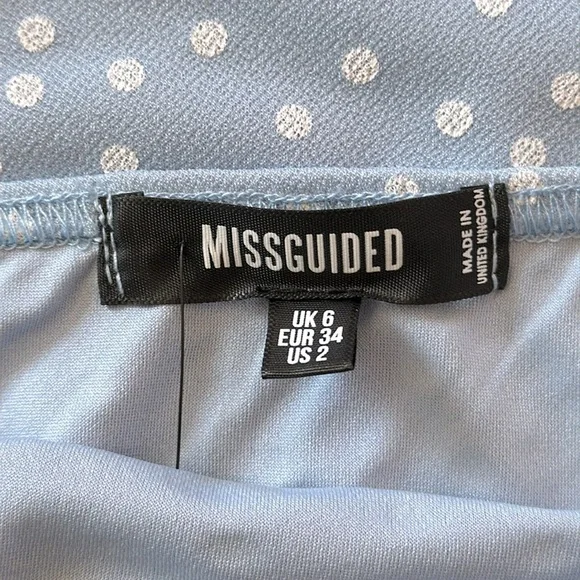 MISSGUIDED
MADE IN
UNITED KINGDOM
UK 6
EUR 34
US 2